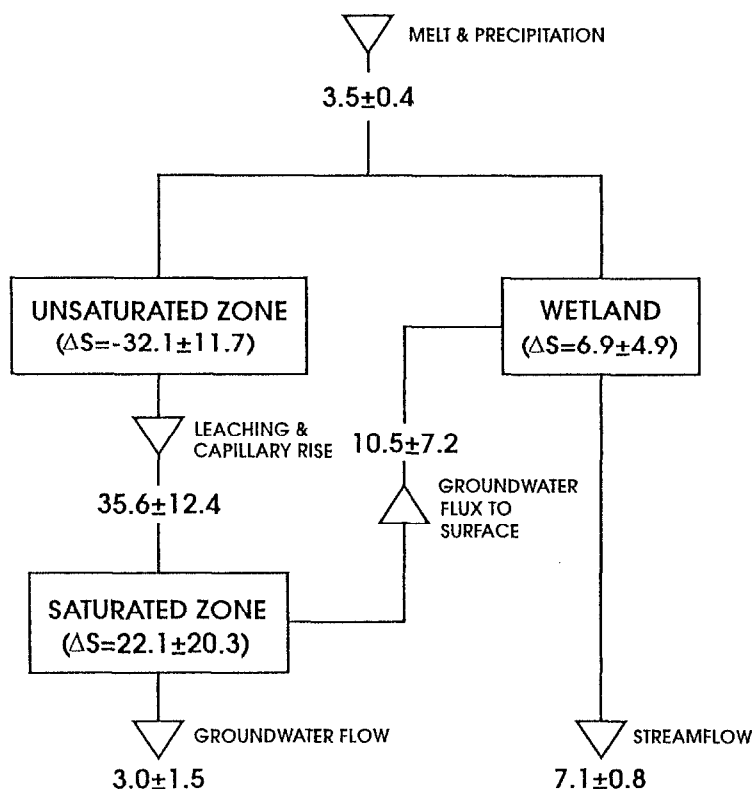 MELT & PRECIPITATION
3.5±0.4
UNSATURATED ZONE
(ΔS=-32.1±11.7)
WETLAND
(ΔS=6.9±4.9)
LEACHING &
CAPILLARY RISE
10.5±7.2
35.6±12.4
GROUNDWATER
FLUX TO
SURFACE
SATURATED ZONE
(ΔS=22.1±20.3)
GROUNDWATER FLOW
3.0±1.5
STREAMFLOW
7.1±0.8